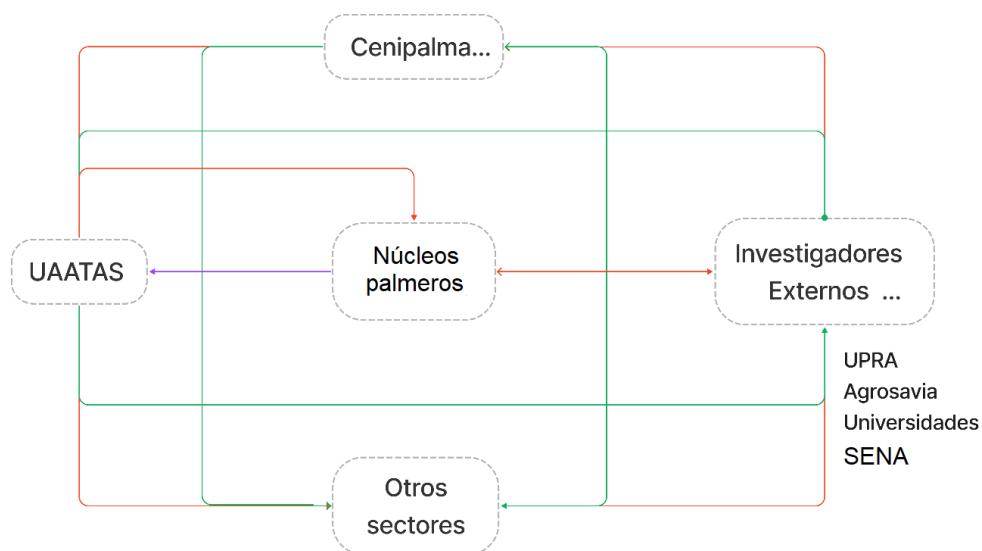 Cenipalma...
UAATAS
Núcleos
palmeros
Investigadores
Externos ...
UPRA
Agrosavia
Universidades
SENA
Otros
sectores